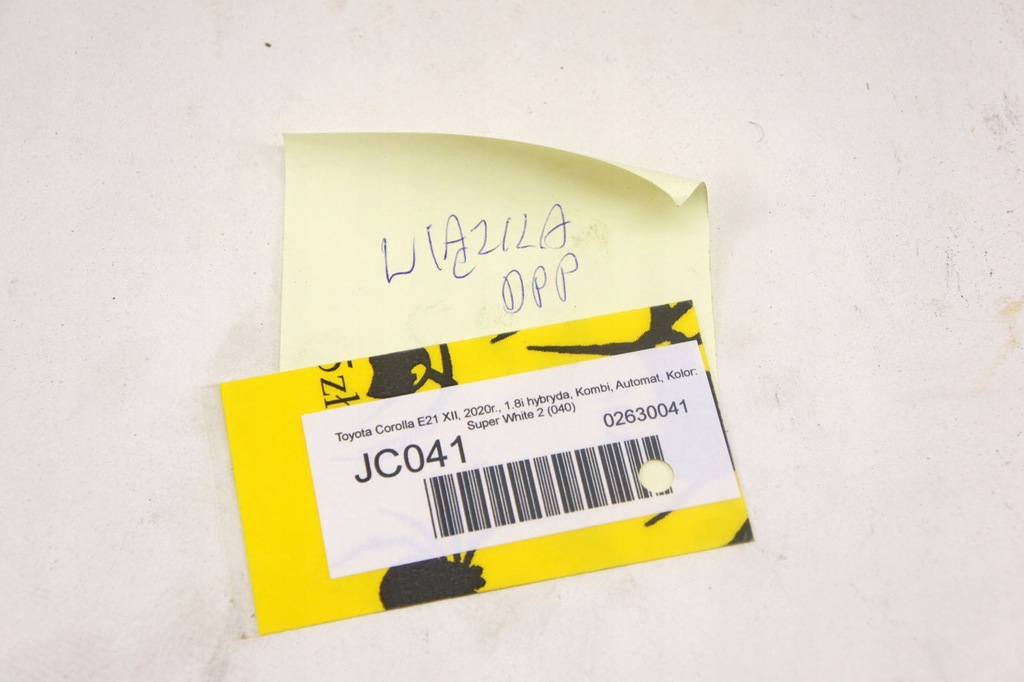 WIĄZKA
DPP
szł
Toyota Corolla E21 XII, 2020r., 1.8i hybryda, Kombi, Automat, Kolor:
Super White 2 (040)
02630041
JC041